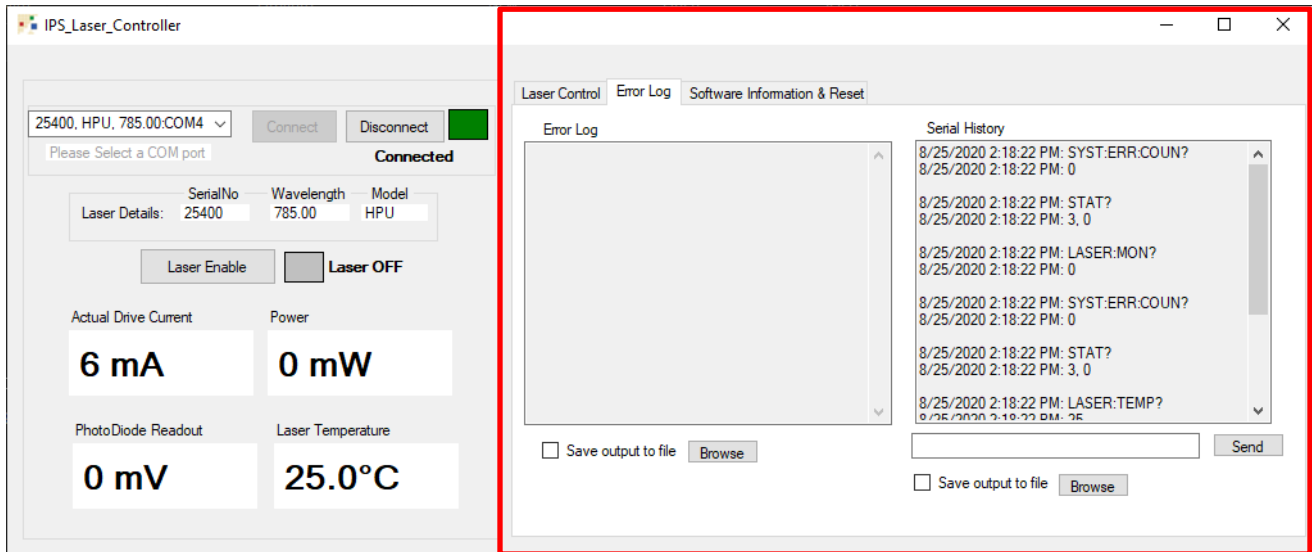 IPS_Laser_Controller
25400, HPU, 785.00:COM4
Connect
Disconnect
Please Select a COM port
Connected
SerialNo Wavelength Model
Laser Details: 25400 785.00 HPU
Laser Enable
Laser OFF
Actual Drive Current
Power
6 mA
0 mW
PhotoDiode Readout
Laser Temperature
0 mV
25.0°C
Laser Control
Error Log
Software Information & Reset
Error Log
Save output to file
Browse
Serial History
8/25/2020 2:18:22 PM: SYST:ERR:COUN?
8/25/2020 2:18:22 PM: 0
8/25/2020 2:18:22 PM: STAT?
8/25/2020 2:18:22 PM: 3, 0
8/25/2020 2:18:22 PM: LASER:MON?
8/25/2020 2:18:22 PM: 0
8/25/2020 2:18:22 PM: SYST:ERR:COUN?
8/25/2020 2:18:22 PM: 0
8/25/2020 2:18:22 PM: STAT?
8/25/2020 2:18:22 PM: 3, 0
8/25/2020 2:18:22 PM: LASER:TEMP?
8/25/2020 2:18:22 PM: 25
Send
Save output to file
Browse